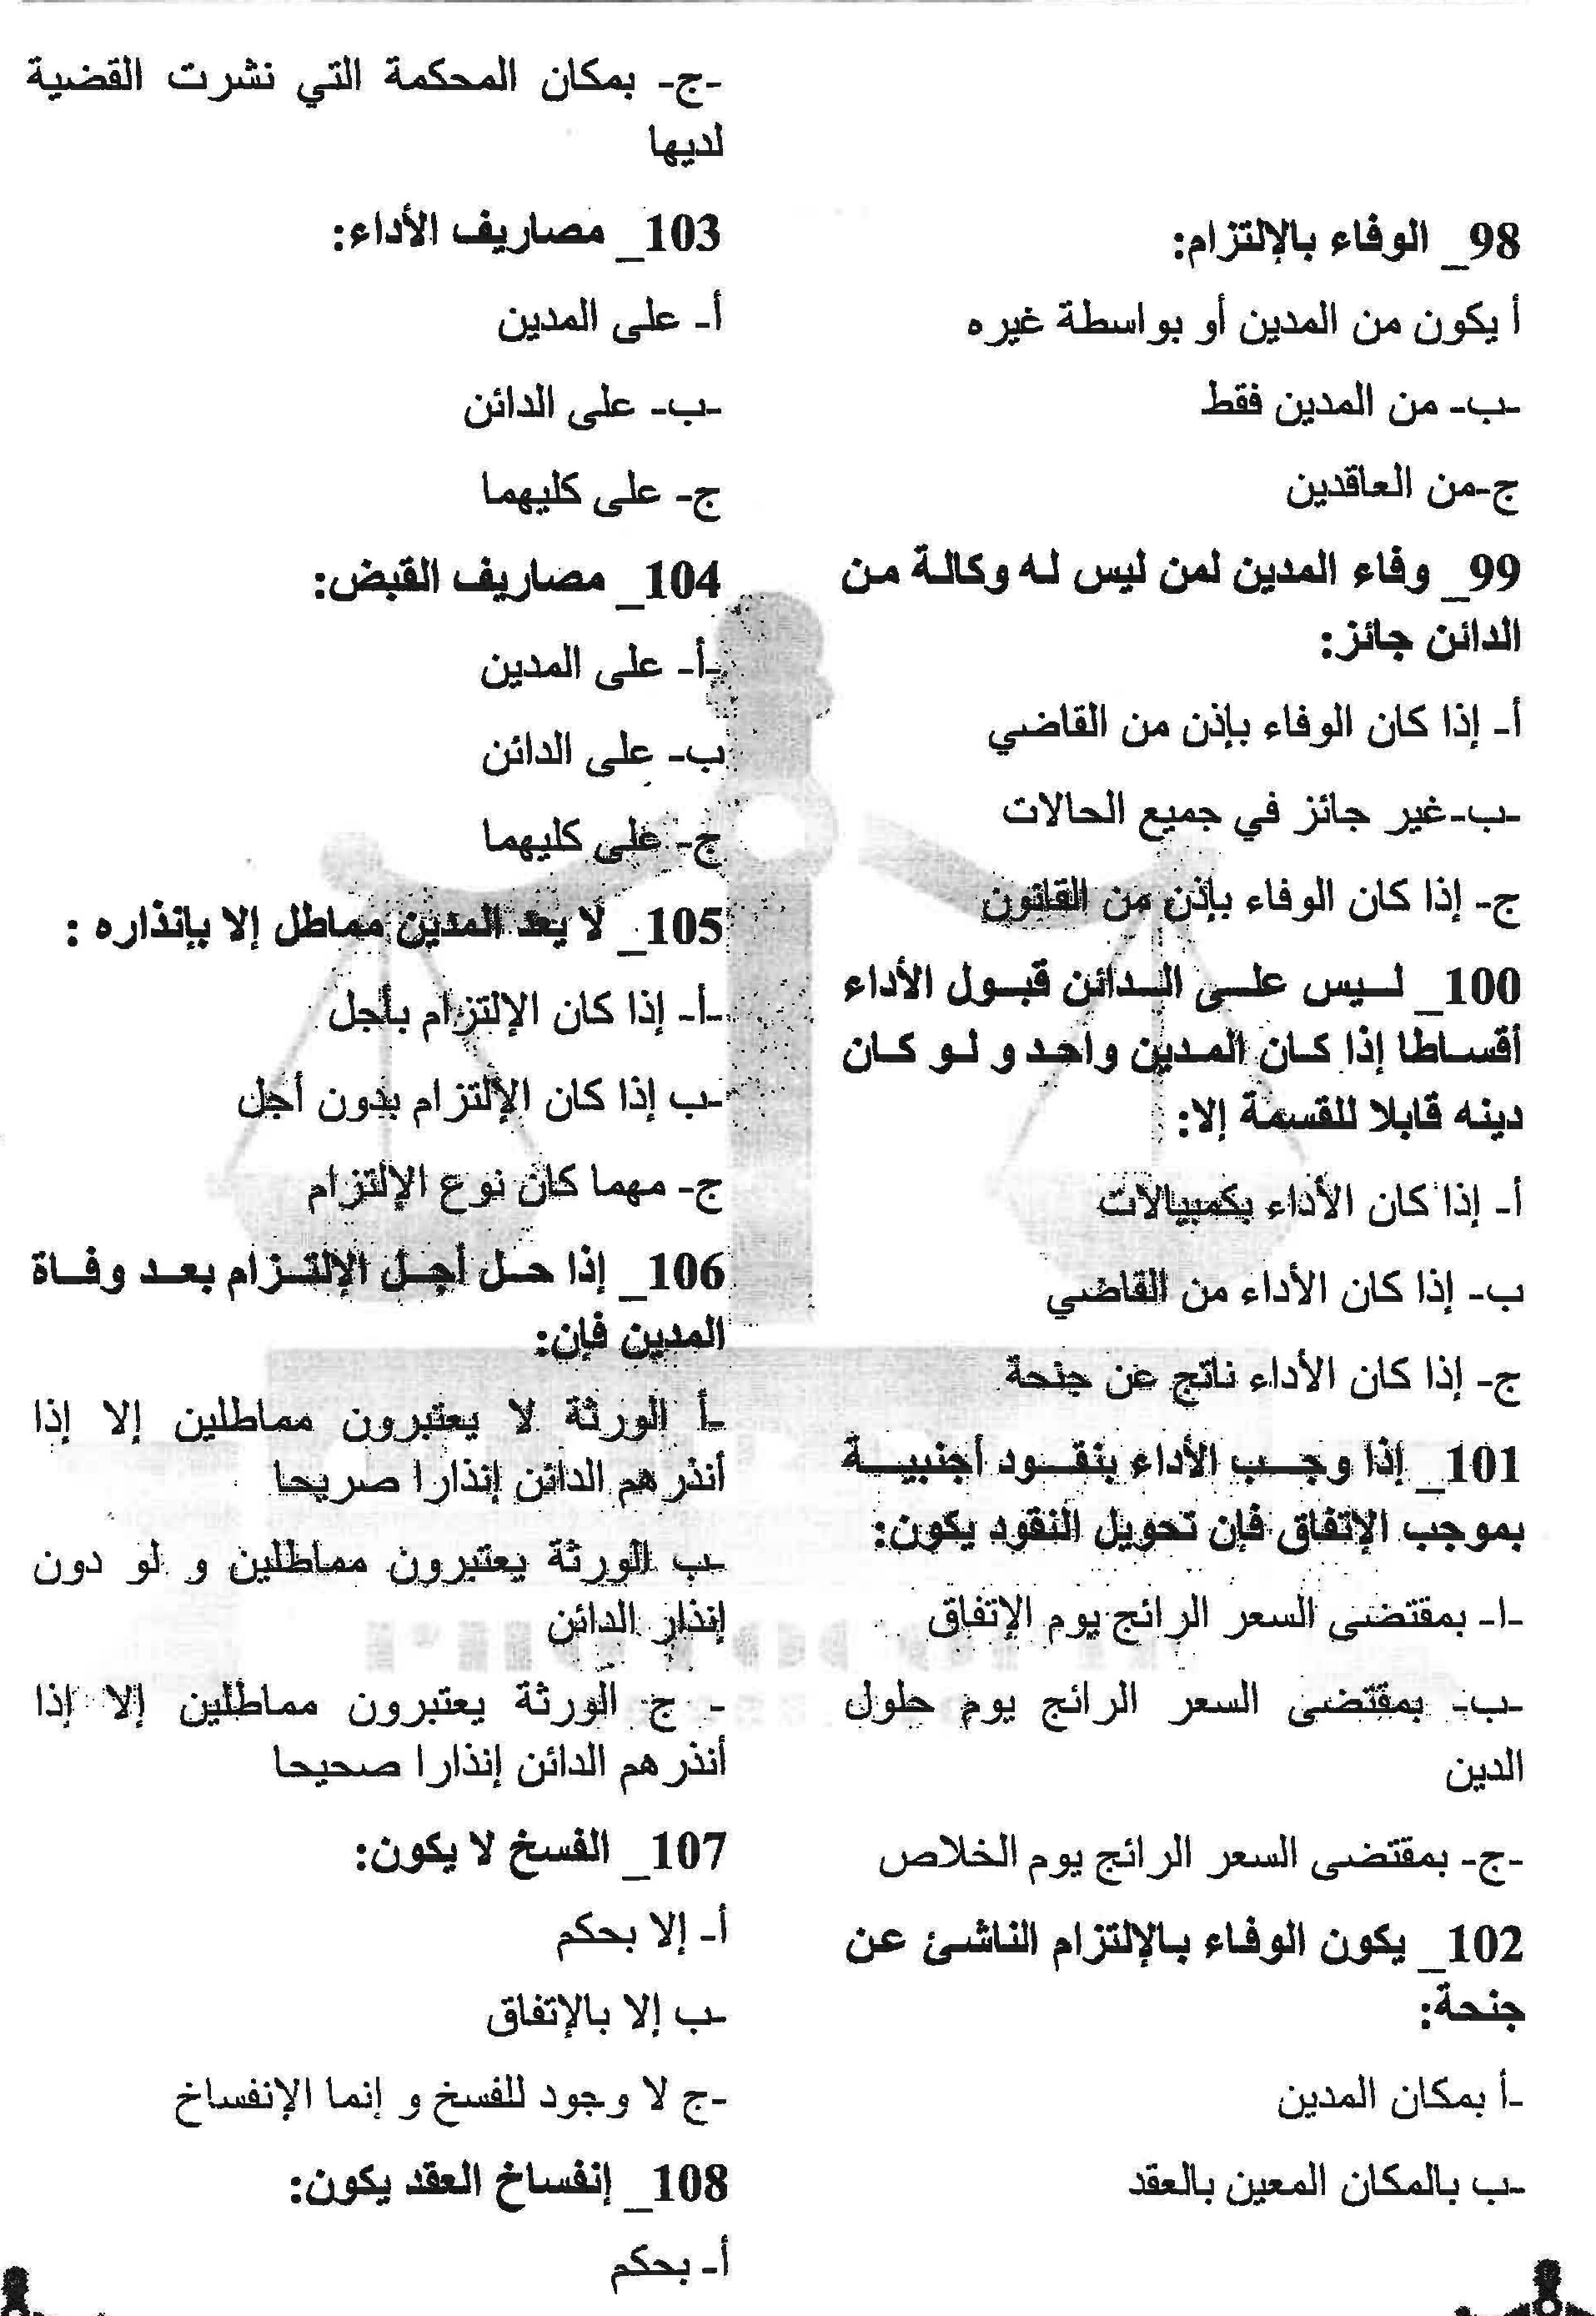 98_ الوفاء بالإلتزام:
أ يكون من المدين أو بواسطة غيره
-ب- من المدين فقط
ج-من العاقدين
99_ وفاء المدين لمن ليس له وكالة من
الدائن جائز:
أ- إذا كان الوفاء بإذن من القاضي
-ب-غير جائز في جميع الحالات
ج- إذا كان الوفاء بإذن من القانون
100_ ليس على الدائن قبول الأداء
أقساطا إذا كان المدين واحد و لو كان
دينه قابلا للقسمة إلا:
أ- إذا كان الأداء بكمبيالات
ب- إذا كان الأداء من القاضي
ج- إذا كان الأداء ناتج عن جنحة
101_ إذا وجب الأداء بنقود أجنبية
بموجب الإتفاق فإن تحويل النقود يكون:
-ا- بمقتضى السعر الرائج يوم الإتفاق
-ب- بمقتضى السعر الرائج يوم حلول
الدين
-ج- بمقتضى السعر الرائج يوم الخلاص
102_ يكون الوفاء بالإلتزام الناشئ عن
جنحة:
-أ بمكان المدين
-ب بالمكان المعين بالعقد
-ج- بمكان المحكمة التي نشرت القضية
لديها
103_ مصاريف الأداء:
أ- على المدين
-ب- على الدائن
ج- على كليهما
104_ مصاريف القبض:
-أ- على المدين
ب- على الدائن
ج- على كليهما
105_ لا يعد المدين مماطل إلا بإنذاره :
-أ- إذا كان الإلتزام بأجل
-ب إذا كان الإلتزام بدون أجل
ج- مهما كان نوع الإلتزام
106_ إذا حل أجل الإلتزام بعد وفاة
المدين فإن:
-أ الورثة لا يعتبرون مماطلين إلا إذا
أنذرهم الدائن إنذارا صريحا
-ب الورثة يعتبرون مماطلين و لو دون
إنذار الدائن
- ج الورثة يعتبرون مماطلين إلا إذا
أنذرهم الدائن إنذارا صحيحا
107_ الفسخ لا يكون:
أ- إلا بحكم
-ب إلا بالإتفاق
-ج لا وجود للفسخ و إنما الإنفساخ
108_ إنفساخ العقد يكون:
أ- بحكم